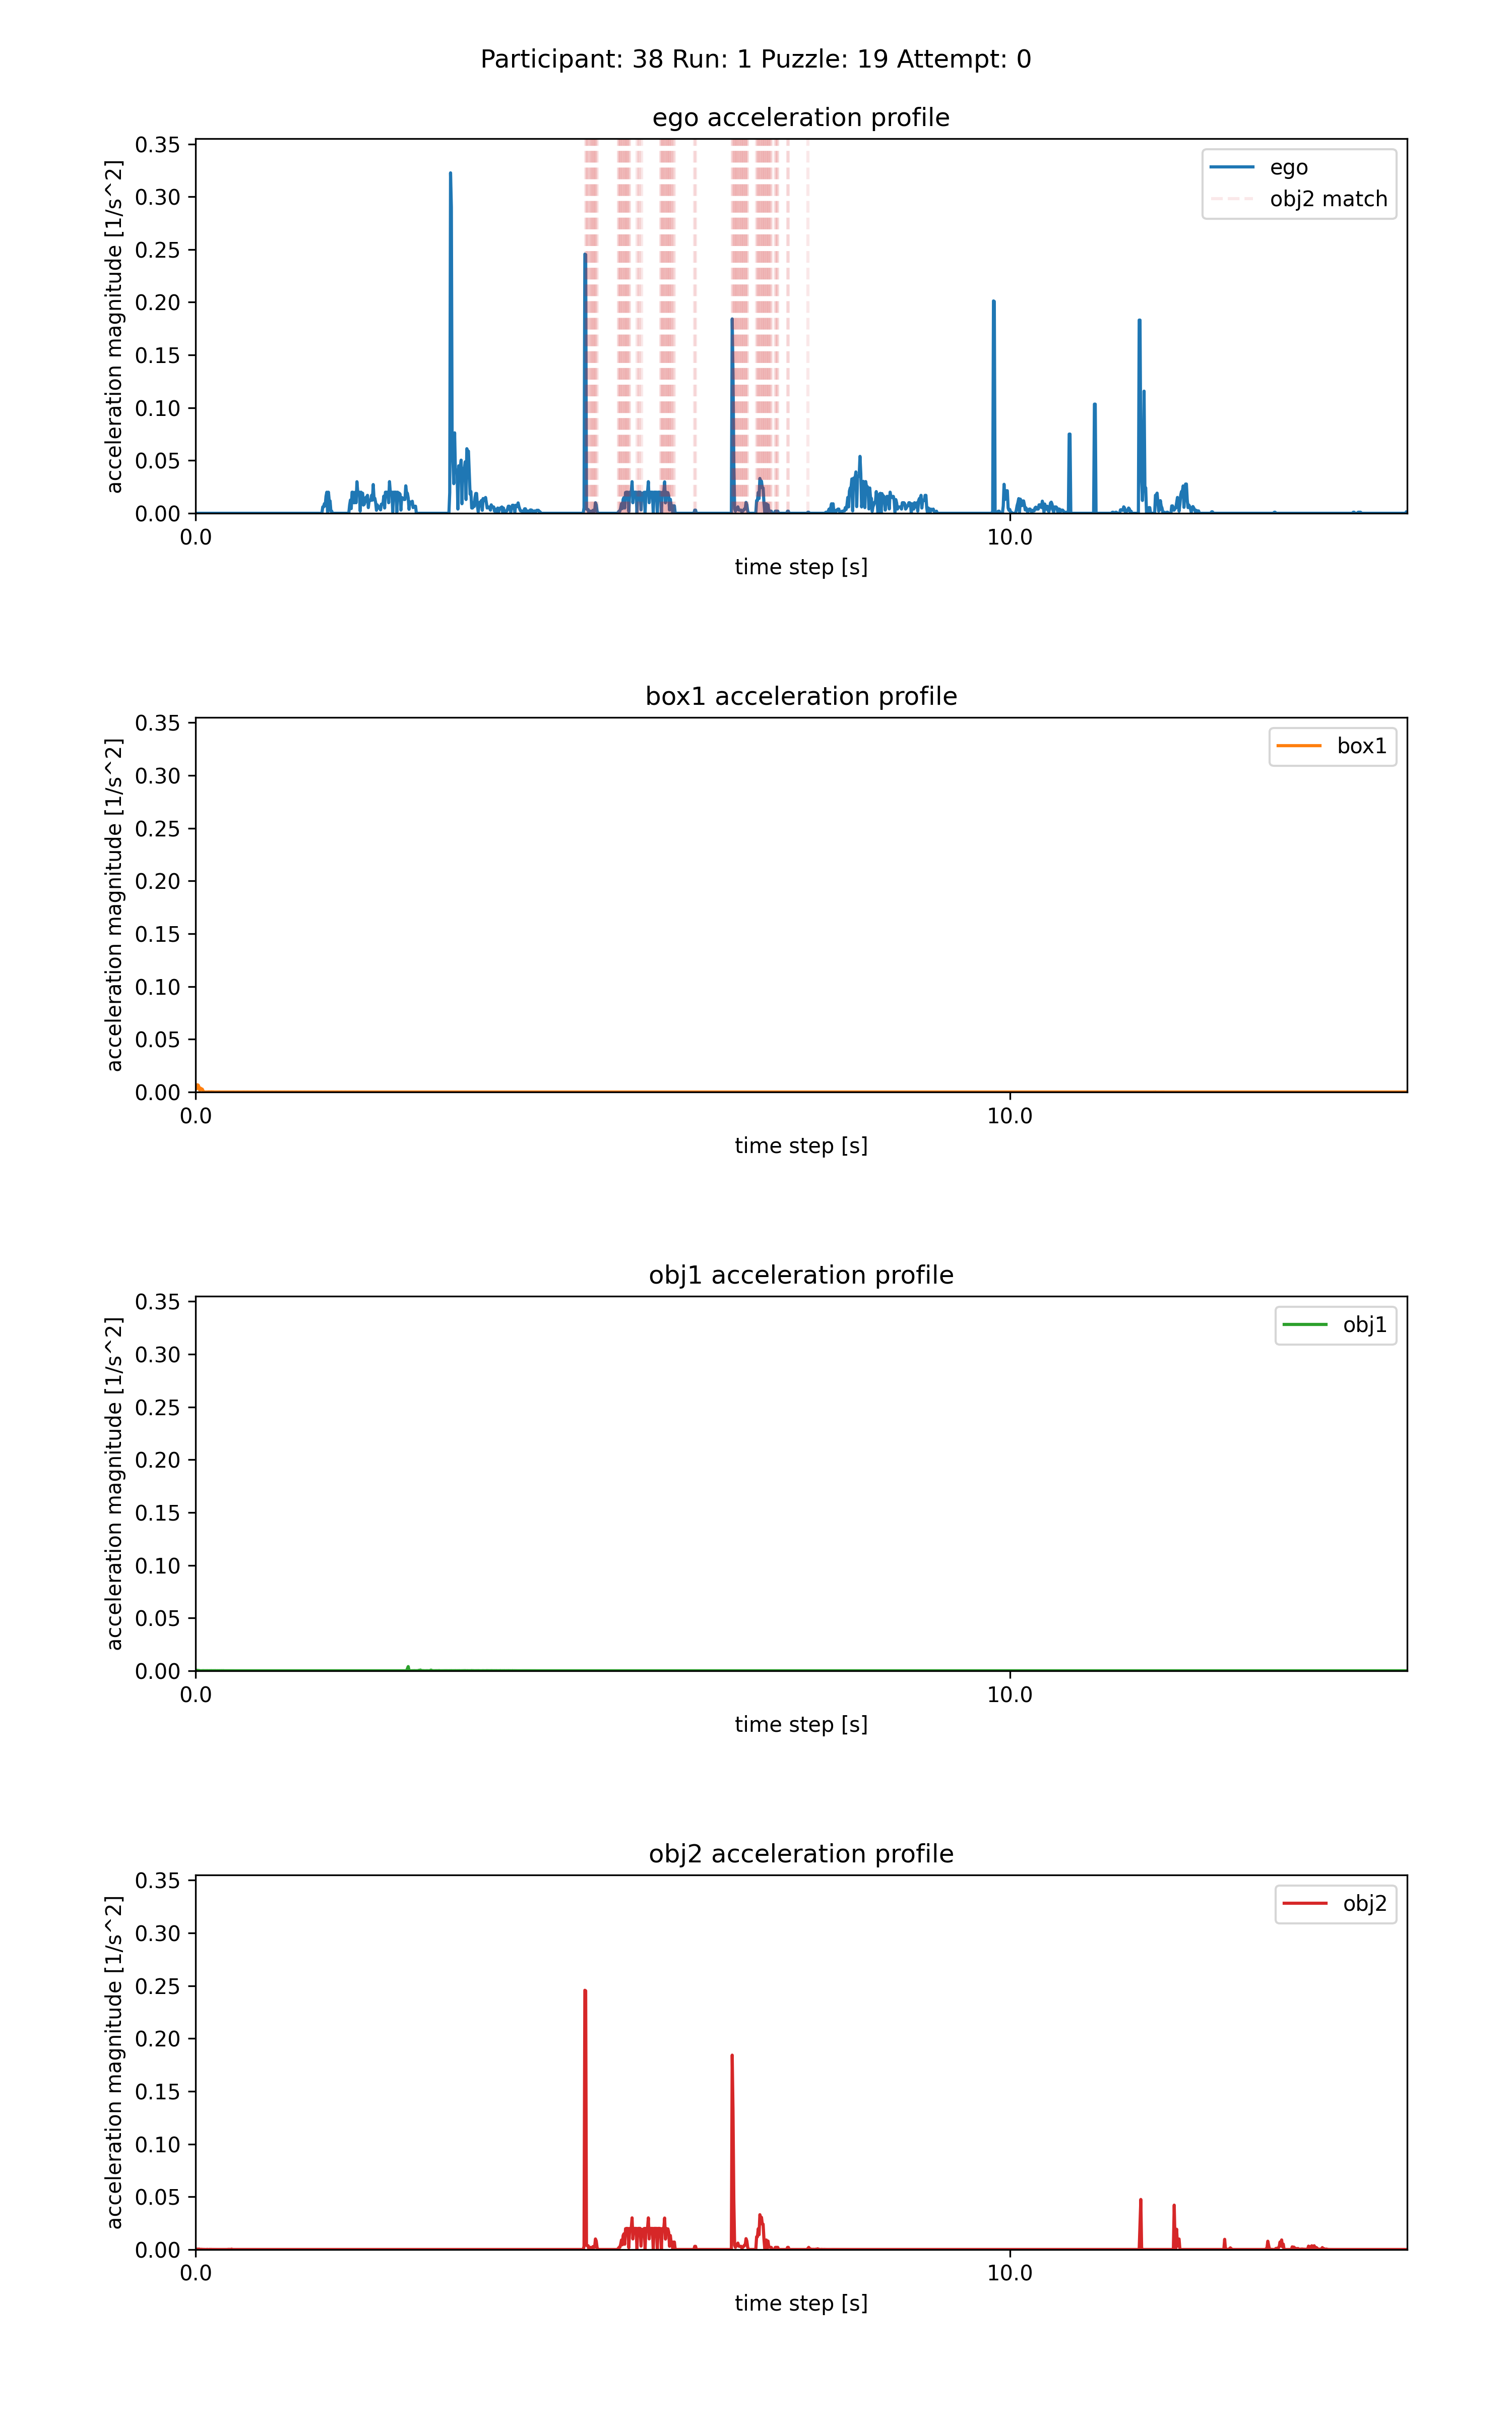 Participant: 38 Run: 1 Puzzle: 19 Attempt: 0
ego acceleration profile
acceleration magnitude [1/s^2]
0.35
0.30
0.25
0.20
0.15
0.10
0.05
0.00
ego
obj2 match
0.0
10.0
time step [s]
box1 acceleration profile
acceleration magnitude [1/s^2]
0.35
0.30
0.25
0.20
0.15
0.10
0.05
0.00
box1
0.0
10.0
time step [s]
obj1 acceleration profile
acceleration magnitude [1/s^2]
0.35
0.30
0.25
0.20
0.15
0.10
0.05
0.00
obj1
0.0
10.0
time step [s]
obj2 acceleration profile
acceleration magnitude [1/s^2]
0.35
0.30
0.25
0.20
0.15
0.10
0.05
0.00
obj2
0.0
10.0
time step [s]